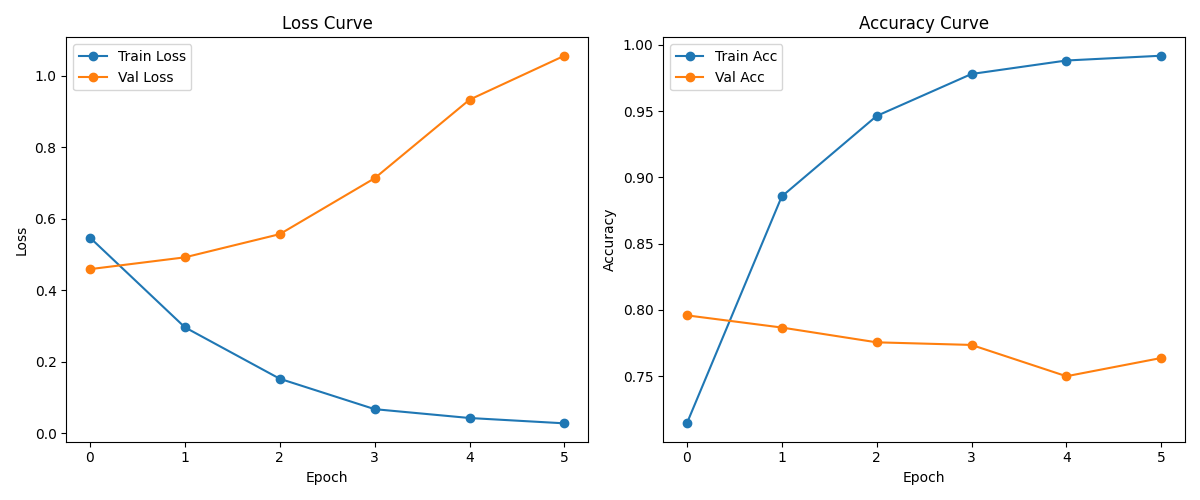 Loss Curve
Train Loss
Val Loss
1.0
0.8
0.6
0.4
0.2
0.0
Loss
0 1 2 3 4 5
Epoch
Accuracy Curve
Train Acc
Val Acc
1.00
0.95
0.90
0.85
0.80
0.75
Accuracy
0 1 2 3 4 5
Epoch